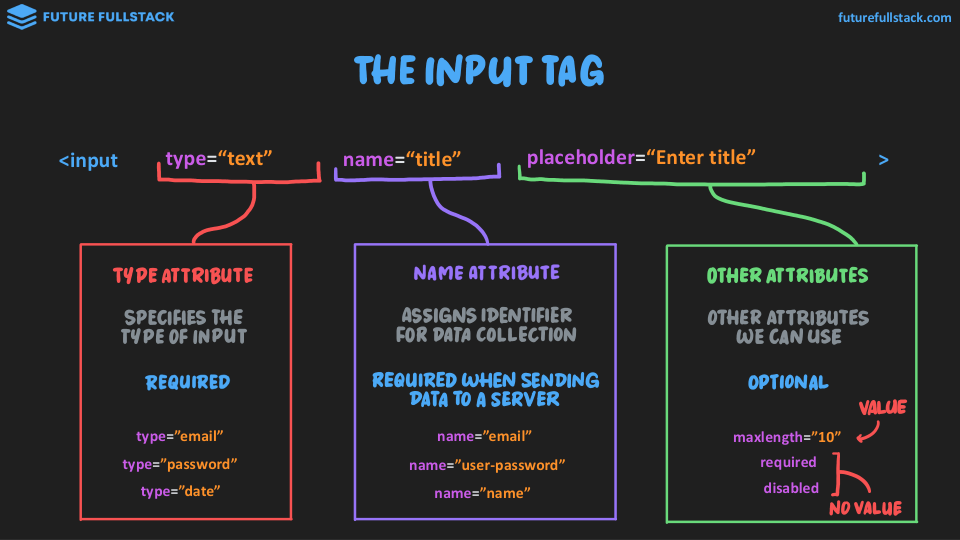 FUTURE FULLSTACK
futurefullstack.com
THE INPUT TAG
<input type=“text” name=“title” placeholder=“Enter title” >
TYPE ATTRIBUTE
SPECIFIES THE
TYPE OF INPUT
REQUIRED
type=”email”
type=”password”
type=”date”
NAME ATTRIBUTE
ASSIGNS IDENTIFIER
FOR DATA COLLECTION
REQUIRED WHEN SENDING
DATA TO A SERVER
name=”email”
name=”user-password”
name=”name”
OTHER ATTRIBUTES
OTHER ATTRIBUTES
WE CAN USE
OPTIONAL
VALUE
maxlength=”10”
required
disabled
NO VALUE